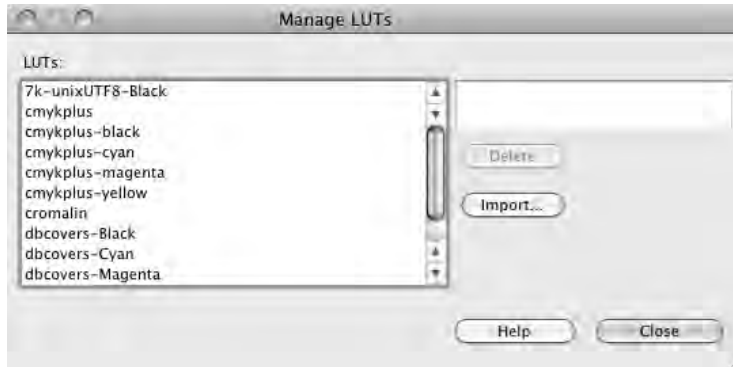 Manage LUTs
LUTs:
7k-unixUTF8-Black
cmykplus
cmykplus-black
cmykplus-cyan
cmykplus-magenta
cmykplus-yellow
cromalin
dbcovers-Black
dbcovers-Cyan
dbcovers-Magenta
Delete
Import...
Help
Close